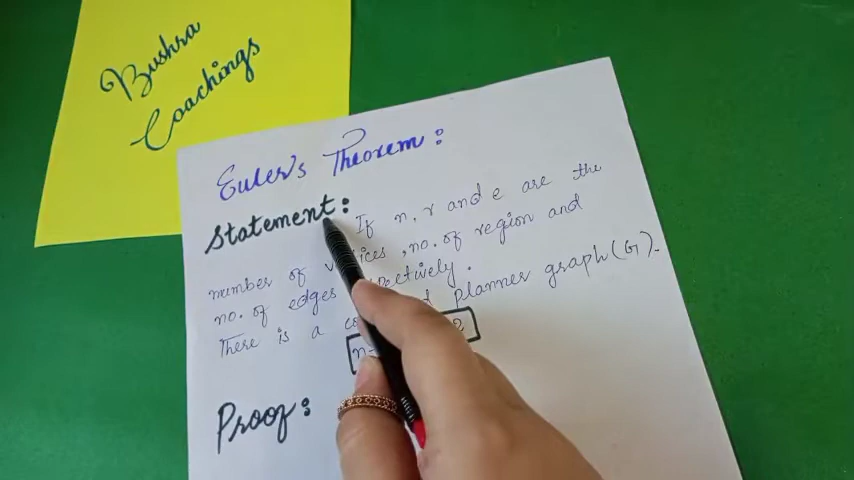 Bushra
Coachings
Euler's Theorem:
Statement: If n, r and e are the
number of vertices, no. of region and
no. of edges respectively.
There is a planner graph (G).
n- 2
Proof: